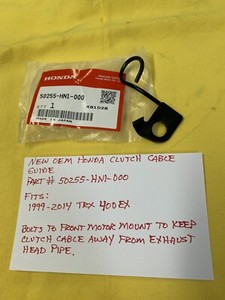 HONDA
50255-HN1-000
QTY 1
MADE IN JAPAN
NEW OEM HONDA CLUTCH CABLE
GUIDE
PART# 50255-HN1-000
FITS:
1999-2014 TRX 400EX
BOLTS TO FRONT MOTOR MOUNT TO KEEP
CLUTCH CABLE AWAY FROM EXHAUST
HEAD PIPE.